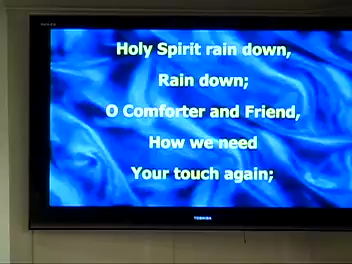 Holy Spirit rain down,
Rain down;
O Comforter and Friend,
How we need
Your touch again;
TOSHIBA